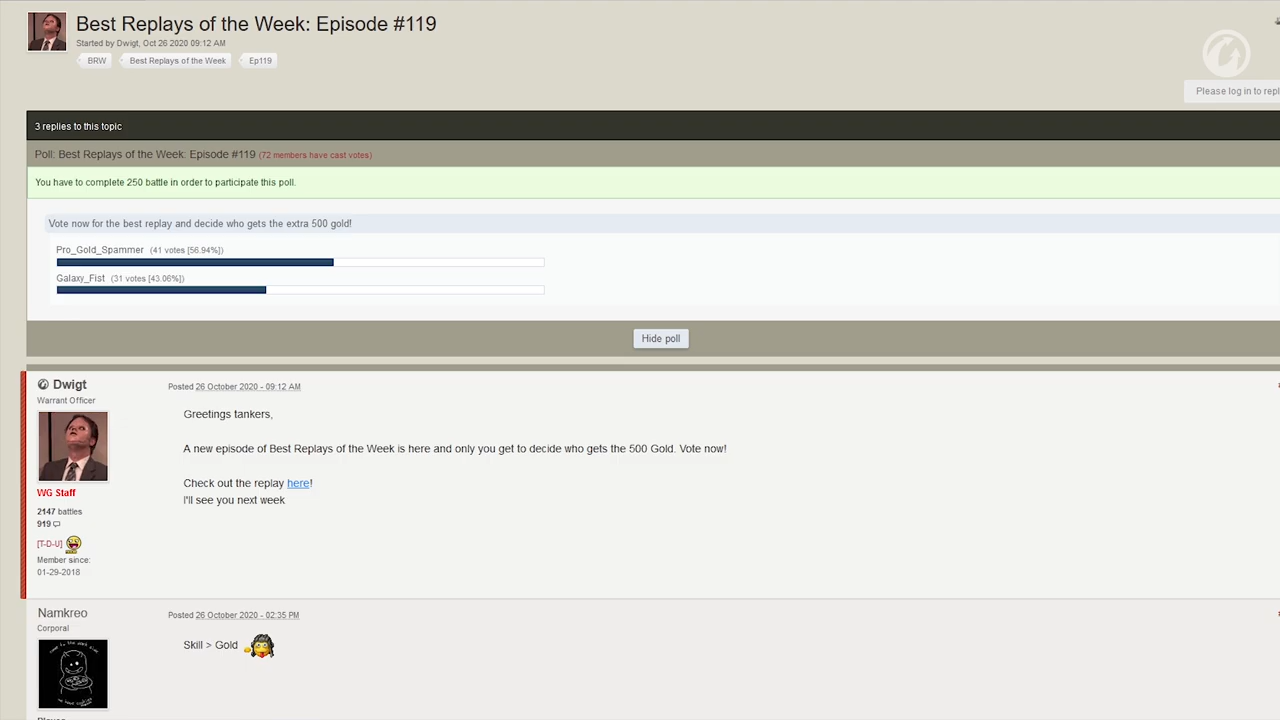 Best Replays of the Week: Episode #119
Started by Dwigt, Oct 26 2020 09:12 AM
BRW Best Replays of the Week Ep119
Please log in to repl
3 replies to this topic
Poll: Best Replays of the Week: Episode #119 (72 members have cast votes)
You have to complete 250 battle in order to participate this poll.
Vote now for the best replay and decide who gets the extra 500 gold!
Pro_Gold_Spammer (41 votes [56.94%])
Galaxy_Fist (31 votes [43.06%])
Hide poll
Dwigt
Warrant Officer
WG Staff
2147 battles
919
[T-D-U]
Member since:
01-29-2018
Posted 26 October 2020 - 09:12 AM
Greetings tankers,
A new episode of Best Replays of the Week is here and only you get to decide who gets the 500 Gold. Vote now!
Check out the replay here!
I'll see you next week
Namkreo
Corporal
Posted 26 October 2020 - 02:35 PM
Skill > Gold